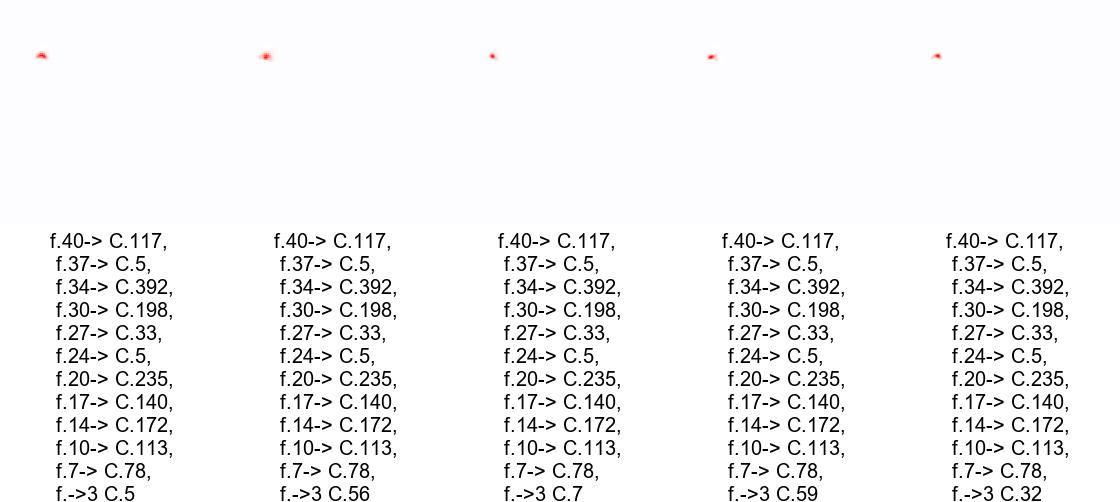 f.40-> C.117,
f.37-> C.5,
f.34-> C.392,
f.30-> C.198,
f.27-> C.33,
f.24-> C.5,
f.20-> C.235,
f.17-> C.140,
f.14-> C.172,
f.10-> C.113,
f.7-> C.78,
f.->3 C.5
f.40-> C.117,
f.37-> C.5,
f.34-> C.392,
f.30-> C.198,
f.27-> C.33,
f.24-> C.5,
f.20-> C.235,
f.17-> C.140,
f.14-> C.172,
f.10-> C.113,
f.7-> C.78,
f.->3 C.56
f.40-> C.117,
f.37-> C.5,
f.34-> C.392,
f.30-> C.198,
f.27-> C.33,
f.24-> C.5,
f.20-> C.235,
f.17-> C.140,
f.14-> C.172,
f.10-> C.113,
f.7-> C.78,
f.->3 C.7
f.40-> C.117,
f.37-> C.5,
f.34-> C.392,
f.30-> C.198,
f.27-> C.33,
f.24-> C.5,
f.20-> C.235,
f.17-> C.140,
f.14-> C.172,
f.10-> C.113,
f.7-> C.78,
f.->3 C.59
f.40-> C.117,
f.37-> C.5,
f.34-> C.392,
f.30-> C.198,
f.27-> C.33,
f.24-> C.5,
f.20-> C.235,
f.17-> C.140,
f.14-> C.172,
f.10-> C.113,
f.7-> C.78,
f.->3 C.32